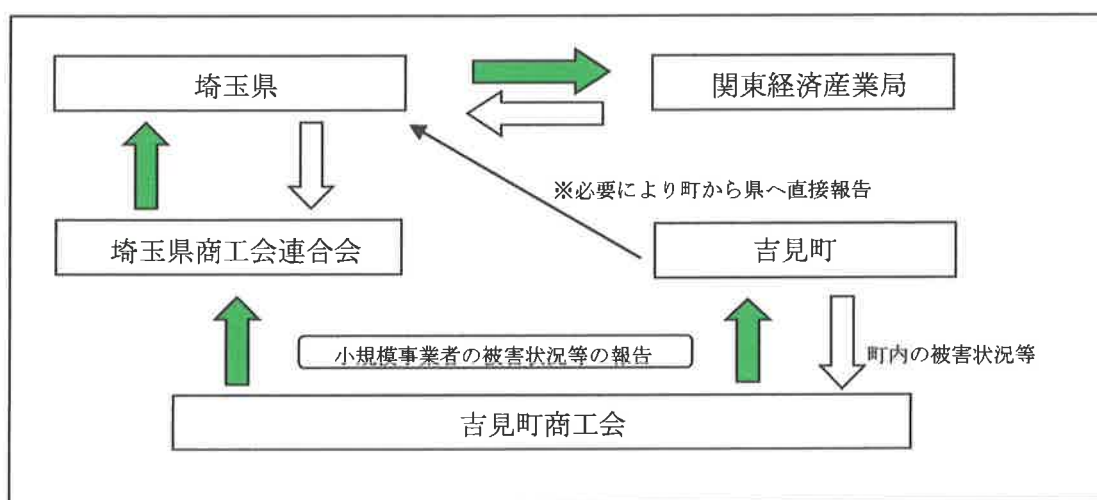 埼玉県
関東経済産業局
※必要により町から県へ直接報告
埼玉県商工会連合会
吉見町
小規模事業者の被害状況等の報告
町内の被害状況等
吉見町商工会